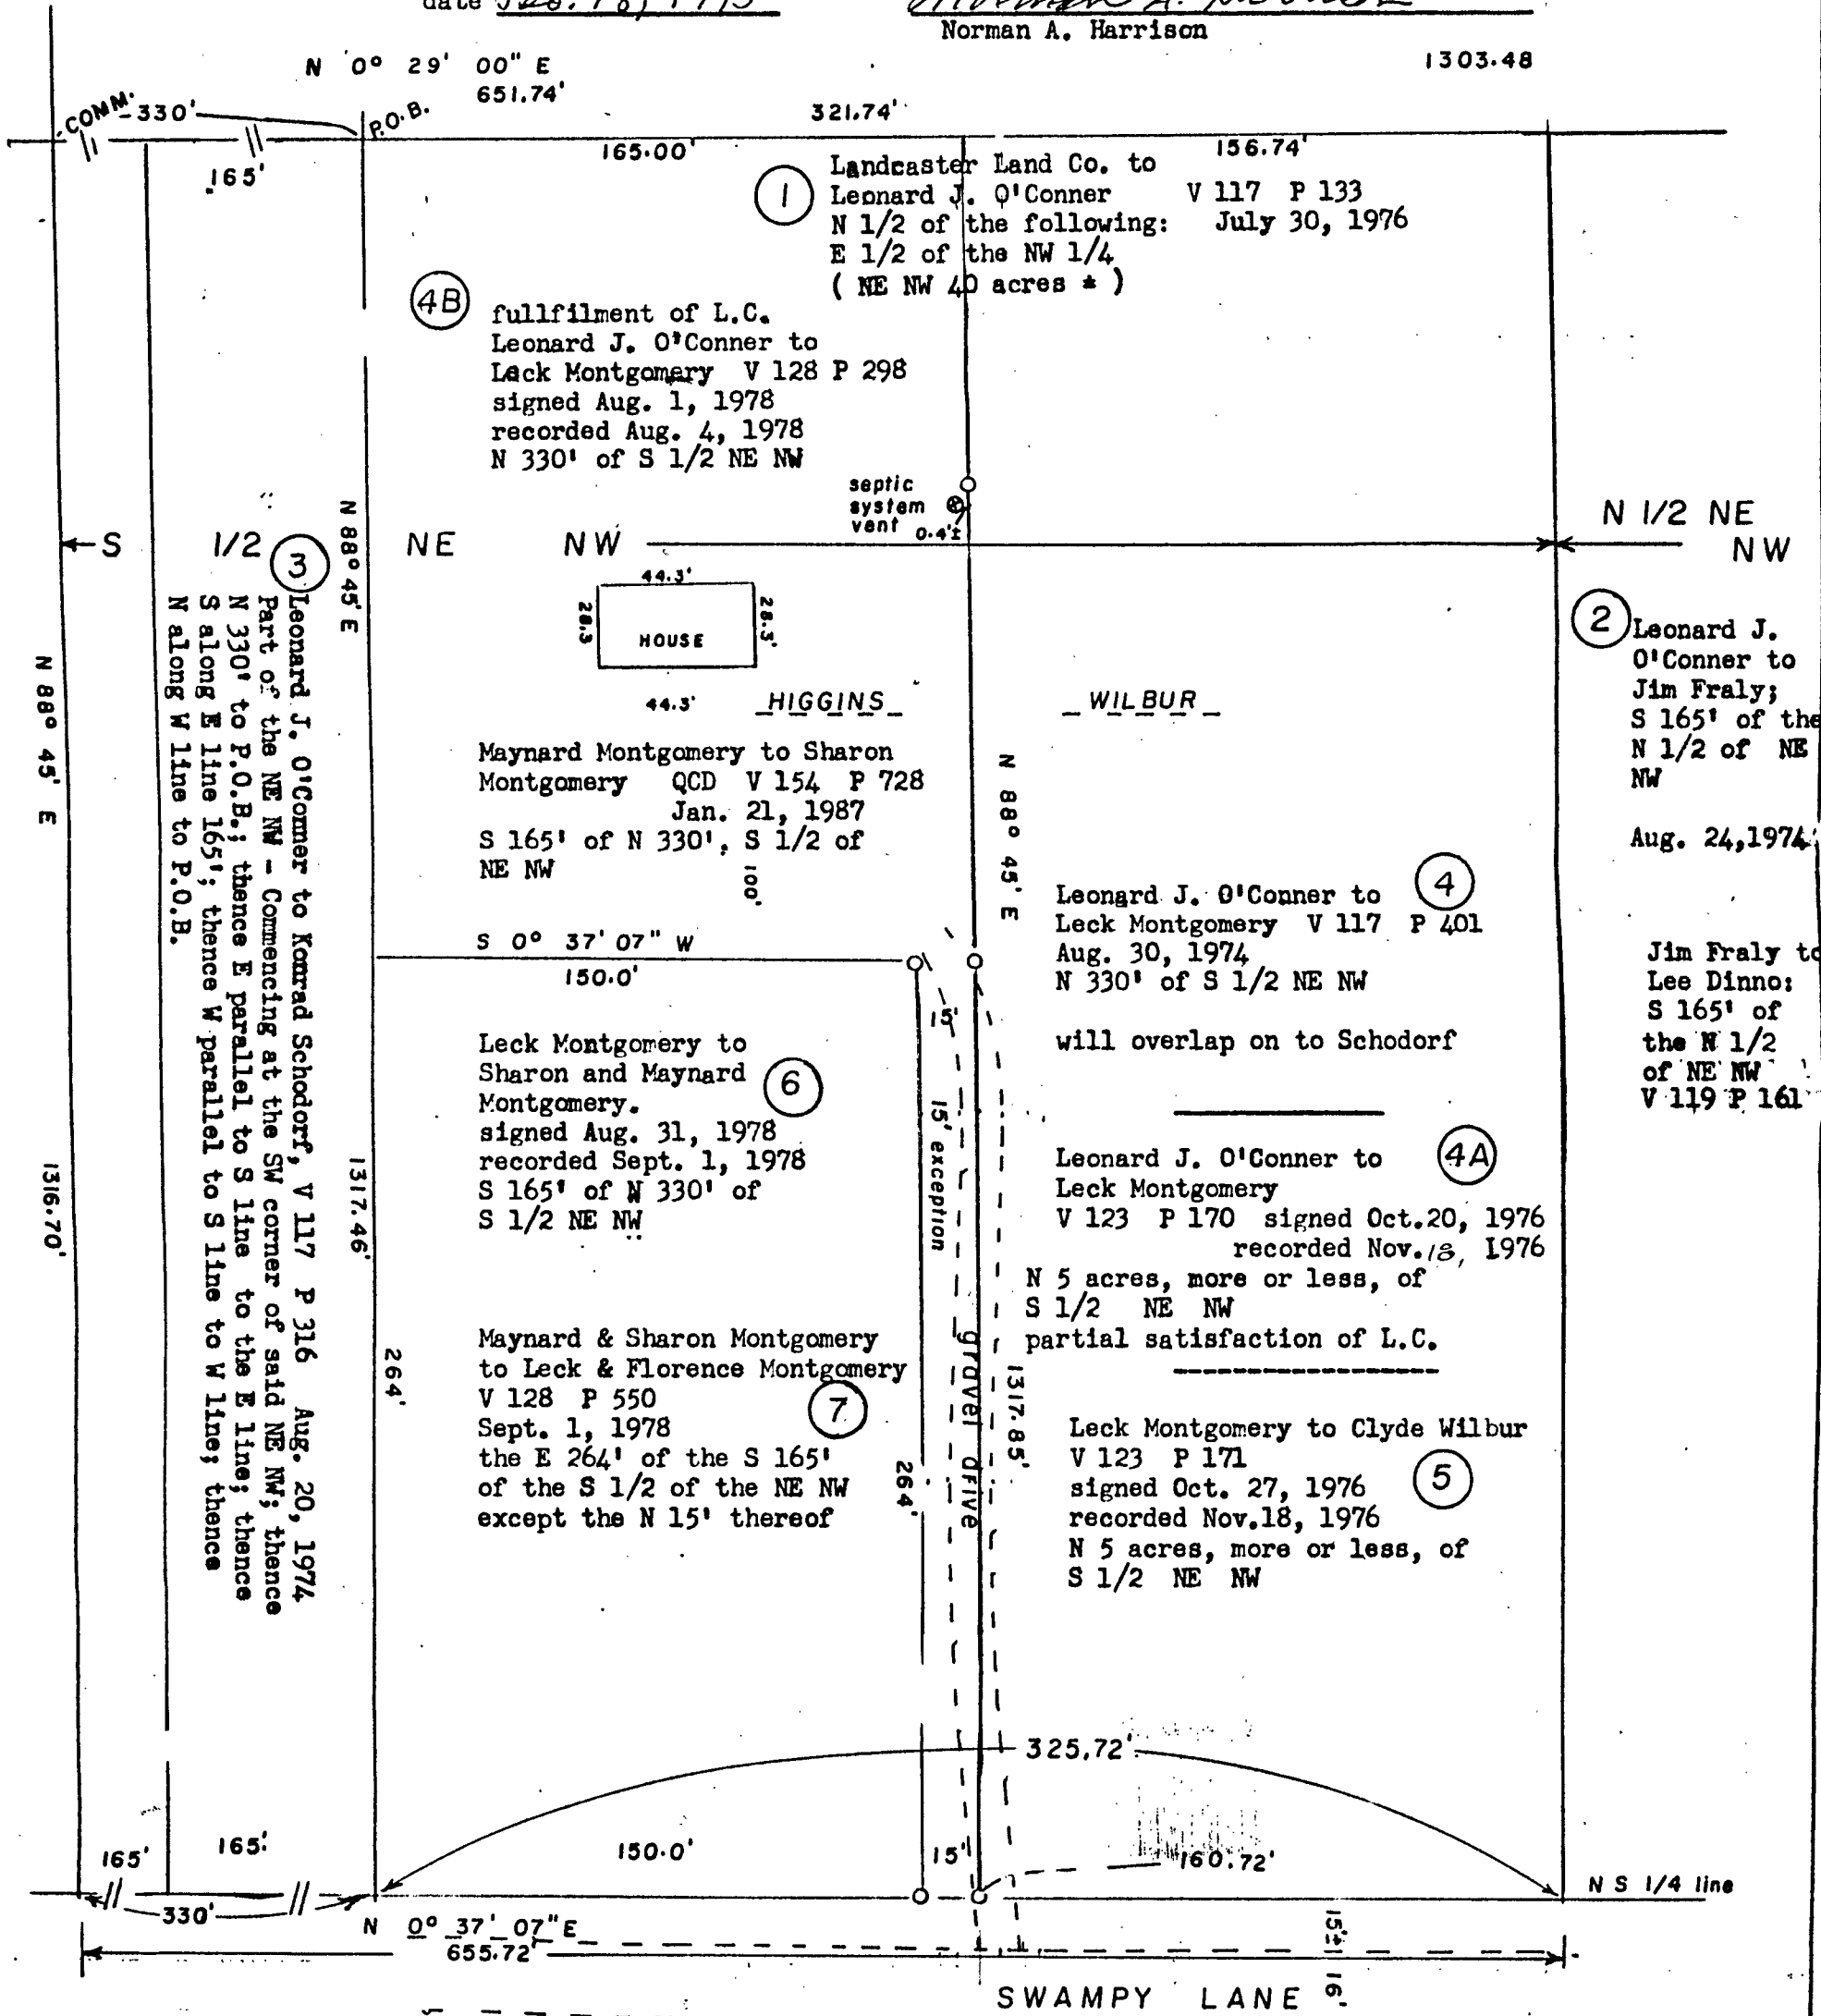 date
Norman A. Harrison
N 0° 29' 00" E
651.74'
1303.48
COMM.
330'
P.O.B.
321.74'
165'
165.00'
156.74'
1
Landcaster Land Co. to
Leonard J. O'Conner V 117 P 133
N 1/2 of the following: July 30, 1976
E 1/2 of the NW 1/4
( NE NW 40 acres * )
4B
fullfilment of L.C.
Leonard J. O'Conner to
Leck Montgomery V 128 P 298
signed Aug. 1, 1978
recorded Aug. 4, 1978
N 330' of S 1/2 NE NW
septic
system
vent
0.4'±
S 1/2 NE NW
N 1/2 NE
NW
44.3'
28.3
HOUSE
28.3'
44.3'
HIGGINS
WILBUR
3
Leonard J. O'Conner to Konrad Schodorf, V 117 P 316 Aug. 20, 1974
Part of the NE NW - Commencing at the SW corner of said NE NW; thence
N 330' to P.O.B.; thence E parallel to S line to the E line; thence
S along E line 165'; thence W parallel to S line to W line; thence
N along W line to P.O.B.
N 88° 45' E
1316.70'
N 88° 45' E
1317.46'
264'
2
Leonard J.
O'Conner to
Jim Fraly;
S 165' of the
N 1/2 of NE
NW
Aug. 24,1974
Jim Fraly to
Lee Dinno:
S 165' of
the N 1/2
of NE NW
V 119 P 161
Maynard Montgomery to Sharon
Montgomery QCD V 154 P 728
Jan. 21, 1987
S 165' of N 330', S 1/2 of
NE NW
100'
N 88° 45' E
1317.85'
S 0° 37' 07" W
150.0'
4
Leonard J. O'Conner to
Leck Montgomery V 117 P 401
Aug. 30, 1974
N 330' of S 1/2 NE NW
will overlap on to Schodorf
15'
15' exception
gravel drive
264'
6
Leck Montgomery to
Sharon and Maynard
Montgomery.
signed Aug. 31, 1978
recorded Sept. 1, 1978
S 165' of N 330' of
S 1/2 NE NW
4A
Leonard J. O'Conner to
Leck Montgomery
V 123 P 170 signed Oct.20, 1976
recorded Nov.18, 1976
N 5 acres, more or less, of
S 1/2 NE NW
partial satisfaction of L.C.
Maynard & Sharon Montgomery
to Leck & Florence Montgomery
V 128 P 550
7
Sept. 1, 1978
the E 264' of the S 165'
of the S 1/2 of the NE NW
except the N 15' thereof
Leck Montgomery to Clyde Wilbur
V 123 P 171
signed Oct. 27, 1976
5
recorded Nov.18, 1976
N 5 acres, more or less, of
S 1/2 NE NW
325.72'
165'
165'
150.0'
15'
160.72'
330'
N S 1/4 line
N 0° 37' 07" E
655.72'
15'±
16'
SWAMPY LANE